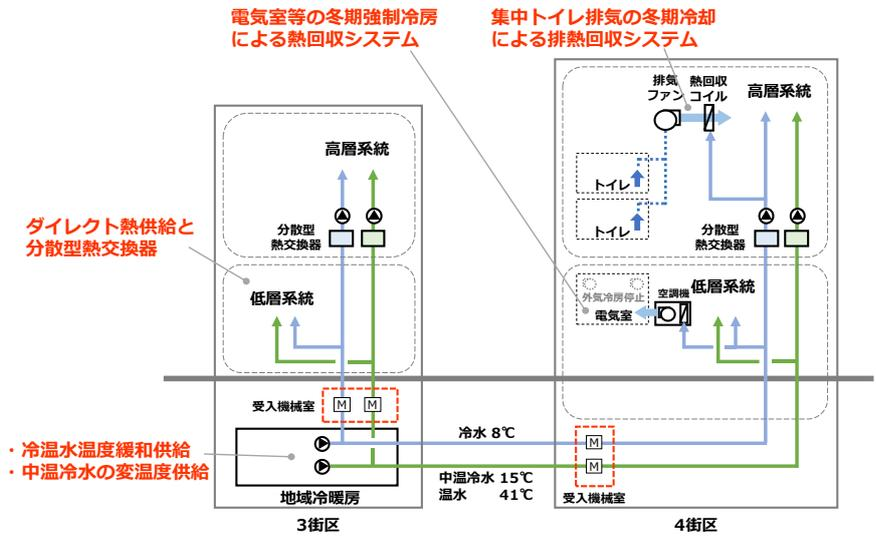 電気室等の冬期強制冷房
による熱回収システム
集中トイレ排気の冬期冷却
による排熱回収システム
排気
ファン
熱回収
コイル
高層系統
トイレ
トイレ
分散型
熱交換器
高層系統
分散型
熱交換器
ダイレクト熱供給と
分散型熱交換器
低層系統
外気冷房停止
電気室
空調機
低層系統
受入機械室
M
M
・冷温水温度緩和供給
・中温冷水の変温度供給
地域冷暖房
3街区
冷水 8℃
中温冷水 15℃
温水 41℃
M
M
受入機械室
4街区